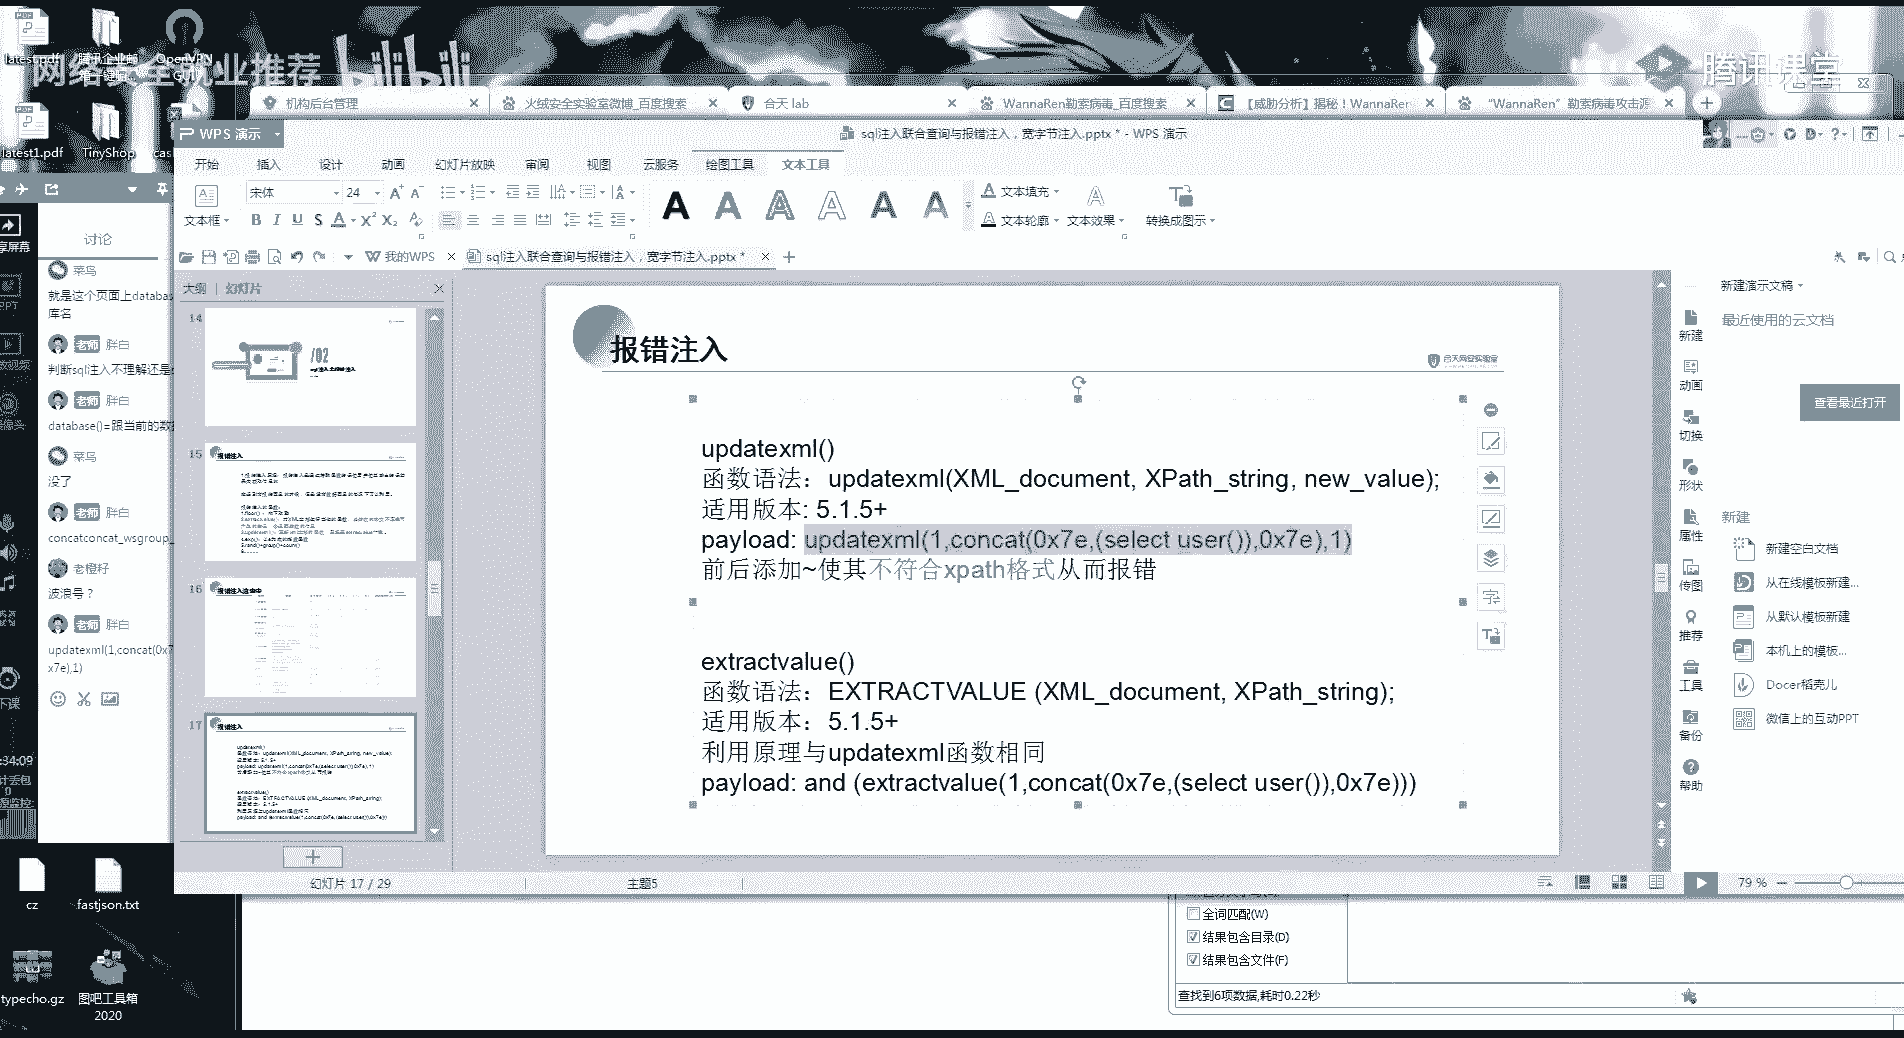 latest.pdf
腾讯企业邮
OpenVPN
GUI
网络安全就业推荐
bilibili
腾讯课堂
latest1.pdf
TinyShop
机构后台管理
火绒安全实验室微博_百度搜索
合天 lab
WannaRen勒索病毒_百度搜索
【威胁分析】揭秘！WannaRen
“WannaRen”勒索病毒攻击源
WPS 演示
sql注入联合查询与报错注入，宽字节注入.pptx * - WPS 演示
开始
插入
设计
动画
幻灯片放映
审阅
视图
云服务
绘图工具
文本工具
文本框
宋体
24
B I U S A X² X₂
A A A A A A
文本填充
文本轮廓
文本效果
转换成图示
我的WPS
sql注入联合查询与报错注入，宽字节注入.pptx *
讨论
菜鸟
就是这个页面上databas
库名
老师 胖白
判断sql注入不理解还是
老师 胖白
database()=跟当前的数
菜鸟
没了
老师 胖白
concatconcat_wsgroup_
老橙籽
波浪号？
老师 胖白
updatexml(1,concat(0x7
x7e),1)
:34:09
下课
大纲
幻灯片
14
/02
15
报错注入
16
17
报错注入
报错注入
合天网安实验室
updatexml()
函数语法：updatexml(XML_document, XPath_string, new_value);
适用版本: 5.1.5+
payload: updatexml(1,concat(0x7e,(select user()),0x7e),1)
前后添加~使其不符合xpath格式从而报错
extractvalue()
函数语法：EXTRACTVALUE (XML_document, XPath_string);
适用版本：5.1.5+
利用原理与updatexml函数相同
payload: and (extractvalue(1,concat(0x7e,(select user()),0x7e)))
新建
动画
切换
形状
属性
传图
推荐
工具
备份
帮助
新建演示文稿
最近使用的云文档
查看最近打开
新建
新建空白文档
从在线模板新建...
从默认模板新建
本机上的模板...
Docer稻壳儿
微信上的互动PPT
幻灯片 17 / 29
主题5
79 %
cz
fastjson.txt
typecho.gz
图吧工具箱
2020
全词匹配(W)
结果包含目录(D)
结果包含文件(F)
查找到6项数据,耗时0.22秒